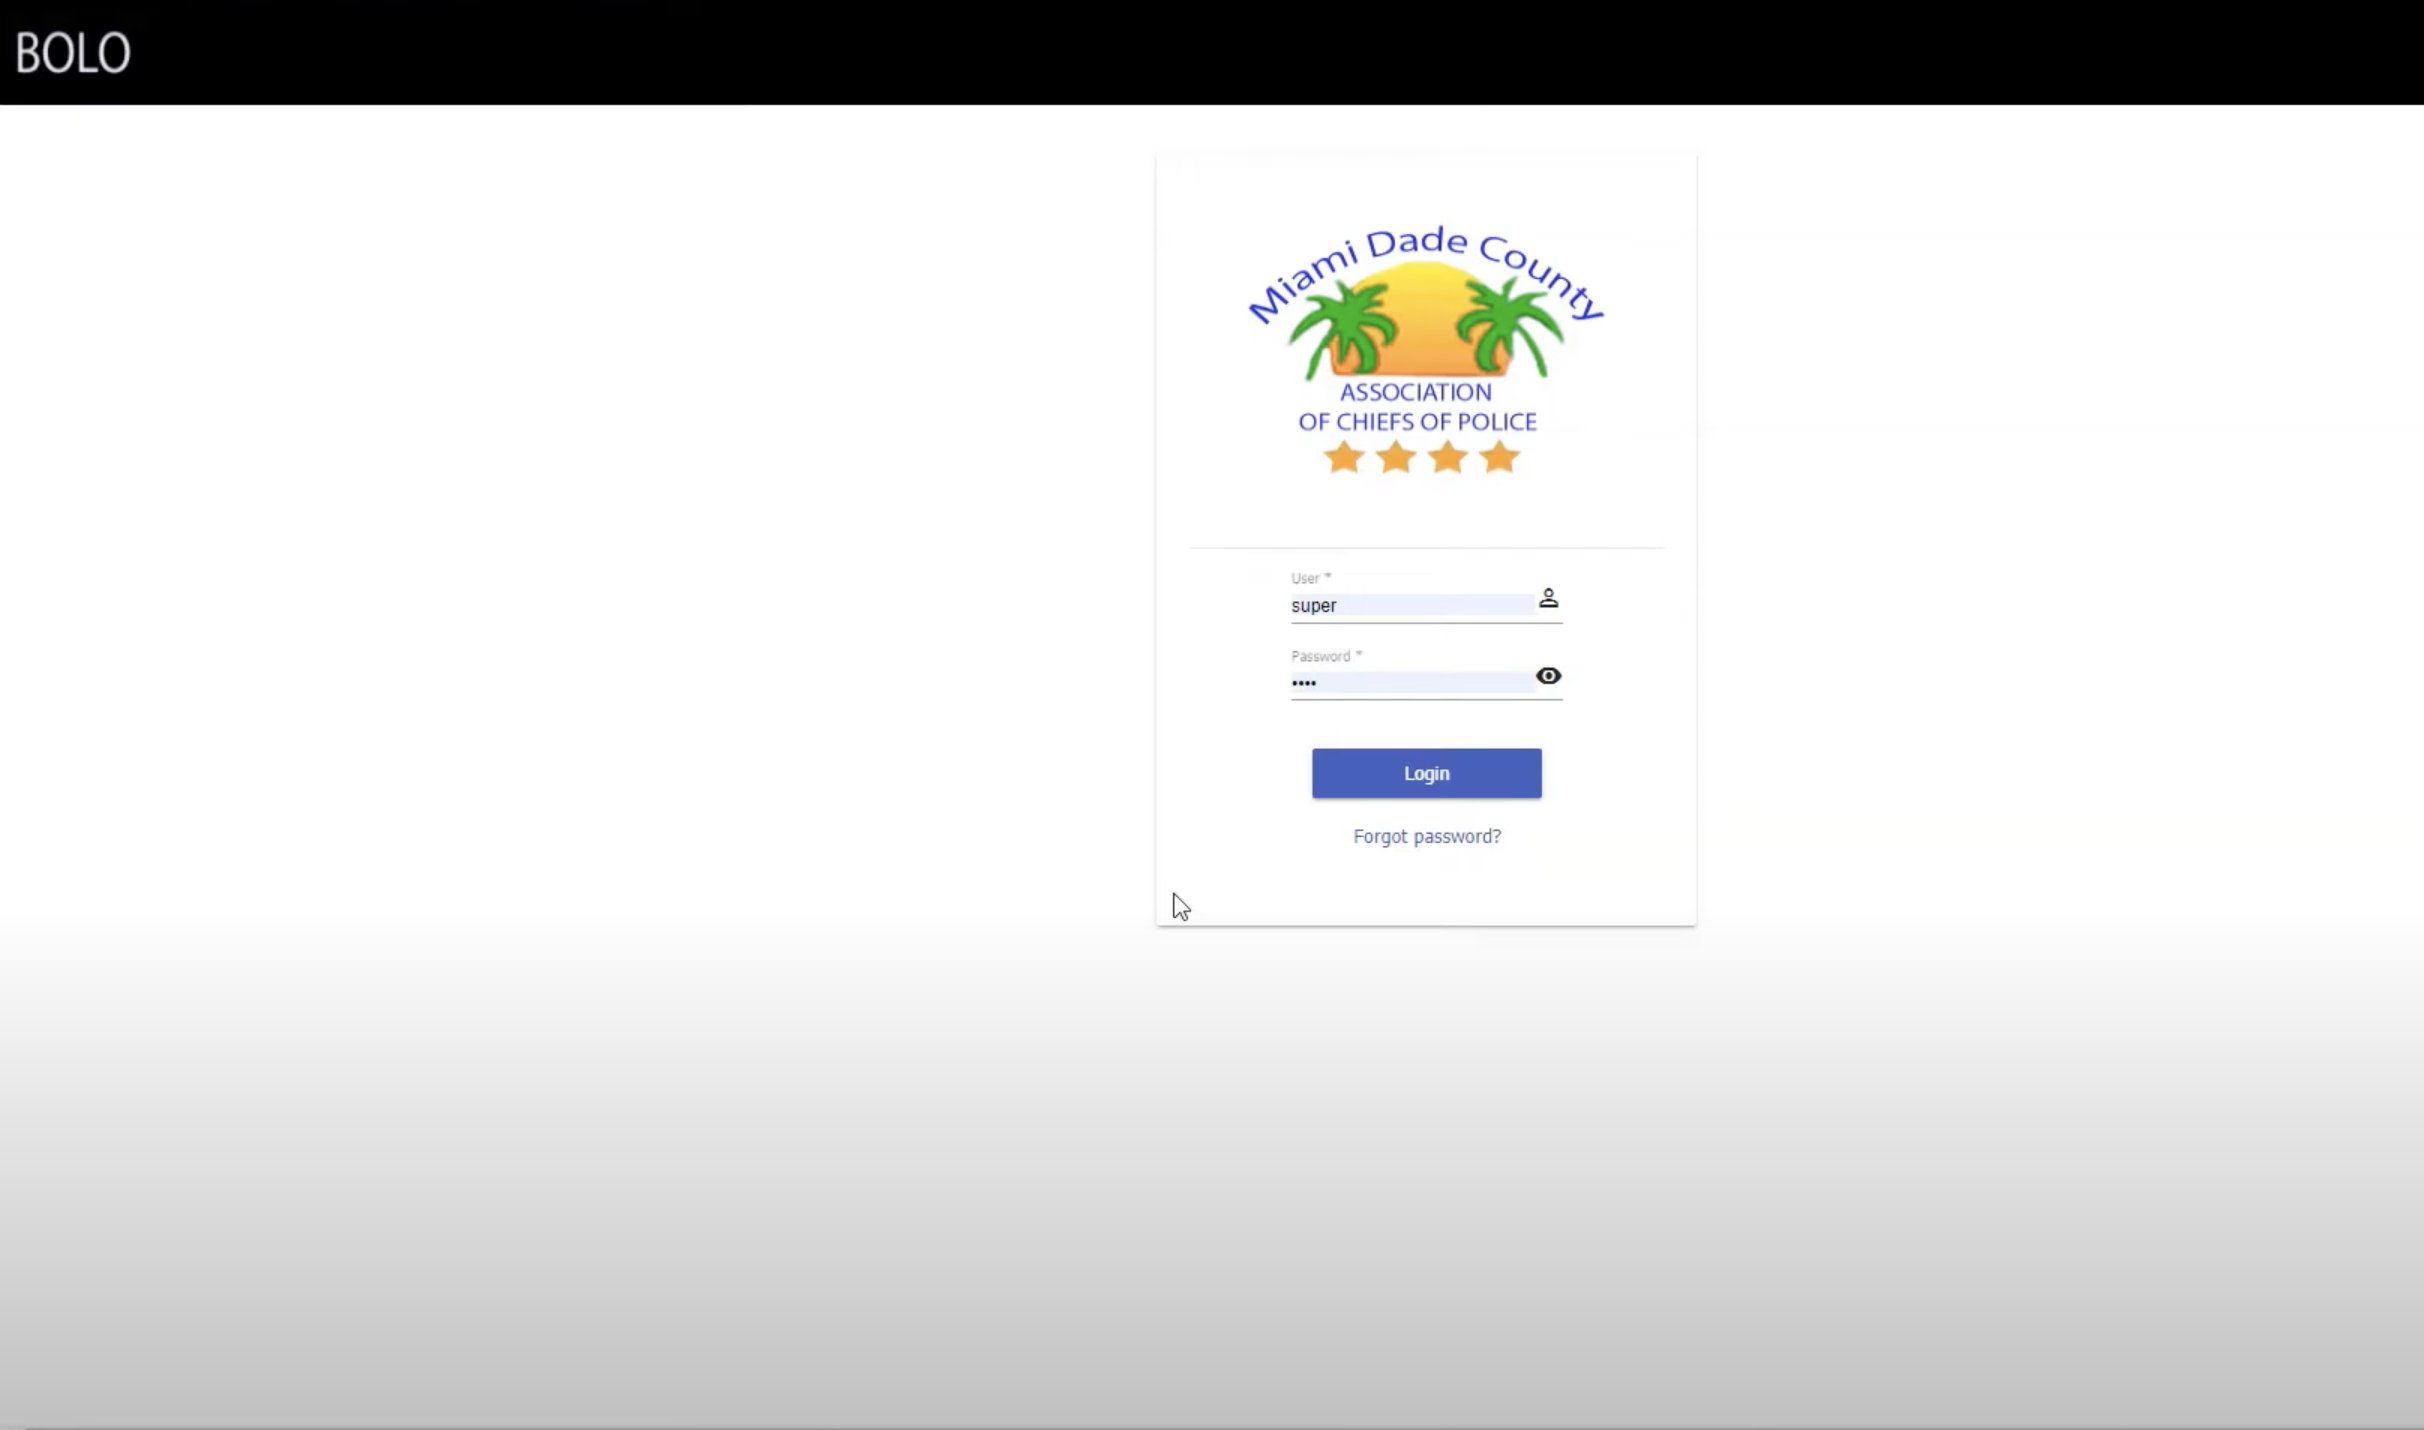 BOLO
Miami Dade County
ASSOCIATION
OF CHIEFS OF POLICE
User *
super
Password *
••••
Login
Forgot password?